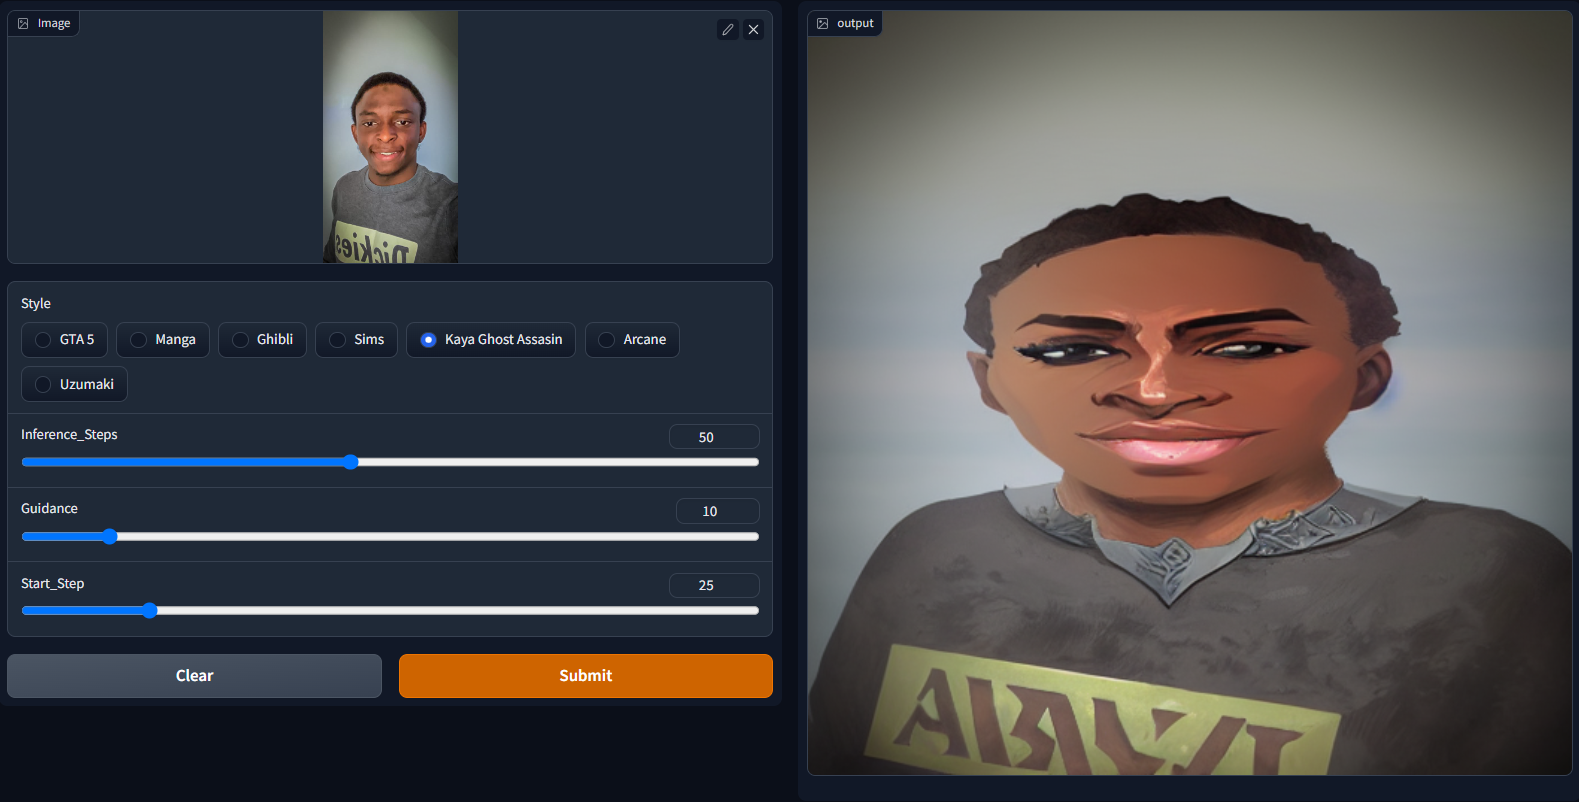 Image
Dickies
Style
GTA 5
Manga
Ghibli
Sims
Kaya Ghost Assasin
Arcane
Uzumaki
Inference_Steps
50
Guidance
10
Start_Step
25
Clear
Submit
output